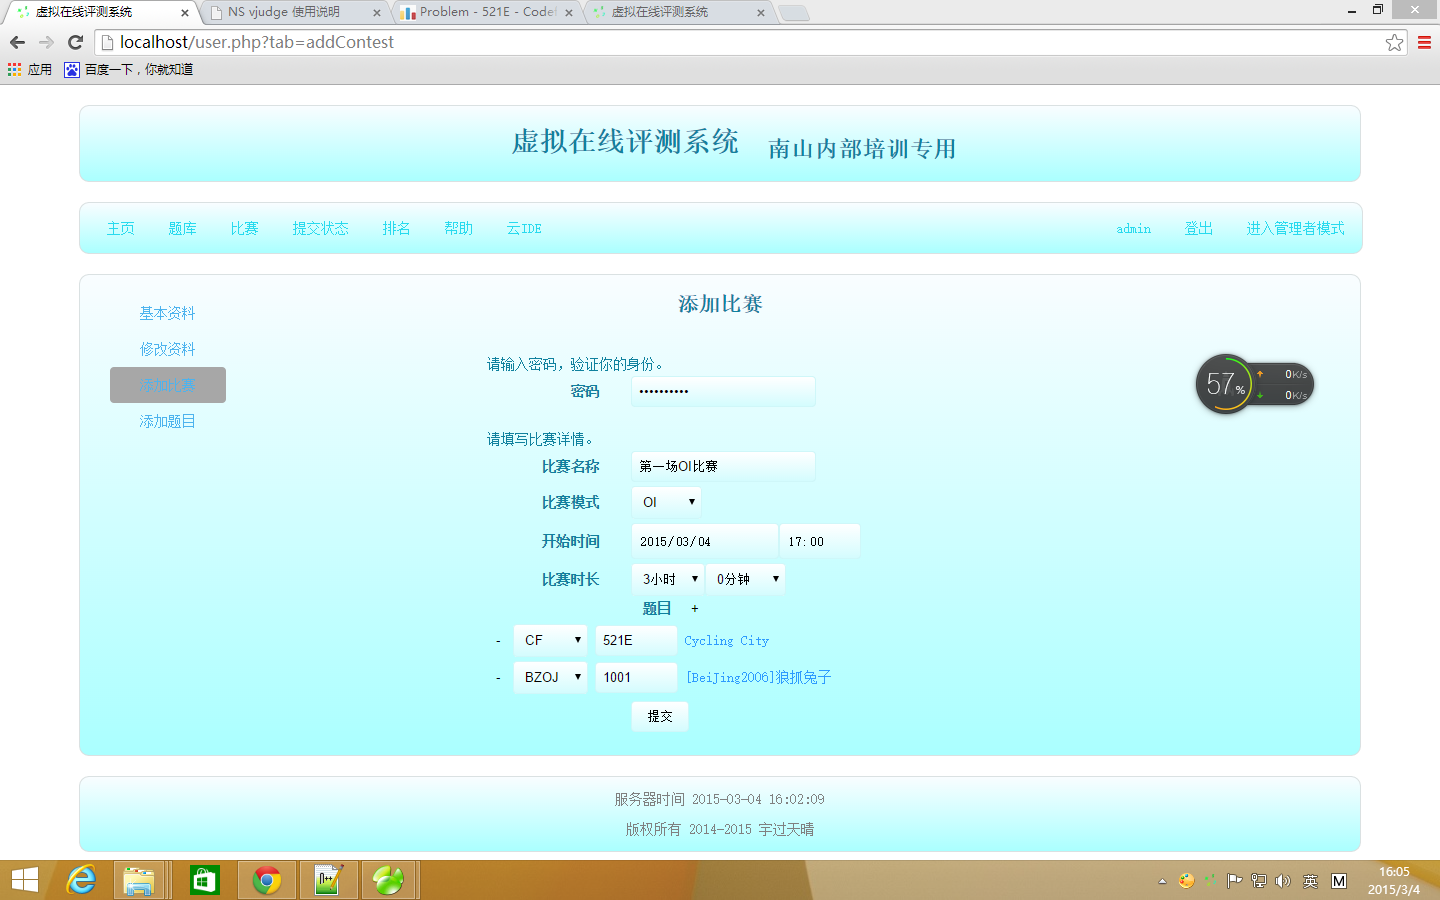 虚拟在线评测系统
NS vjudge 使用说明
Problem - 521E - Codef
虚拟在线评测系统
localhost/user.php?tab=addContest
应用 百度一下，你就知道
虚拟在线评测系统 南山内部培训专用
主页 题库 比赛 提交状态 排名 帮助 云IDE admin 登出 进入管理者模式
基本资料
修改资料
添加比赛
添加题目
添加比赛
请输入密码，验证你的身份。
密码 ••••••••••
请填写比赛详情。
比赛名称 第一场OI比赛
比赛模式 OI
开始时间 2015/03/04 17:00
比赛时长 3小时 0分钟
题目 +
- CF 521E Cycling City
- BZOJ 1001 [BeiJing2006]狼抓兔子
提交
57% 0K/s
0K/s
服务器时间 2015-03-04 16:02:09
版权所有 2014-2015 宇过天晴
英 M 16:05
2015/3/4